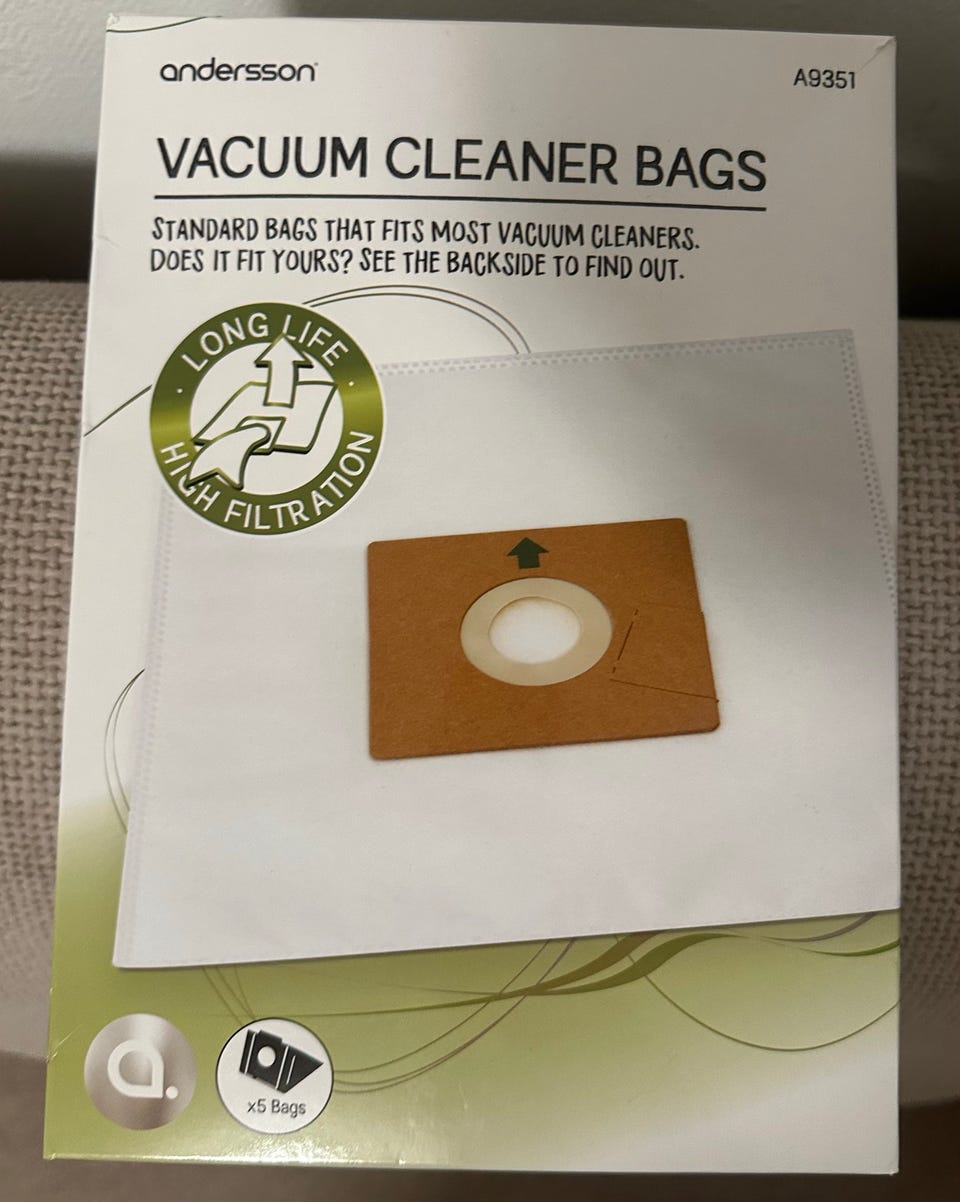 andersson
A9351
VACUUM CLEANER BAGS
STANDARD BAGS THAT FITS MOST VACUUM CLEANERS.
DOES IT FIT YOURS? SEE THE BACKSIDE TO FIND OUT.
· LONG LIFE ·
HIGH FILTRATION
a.
x5 Bags